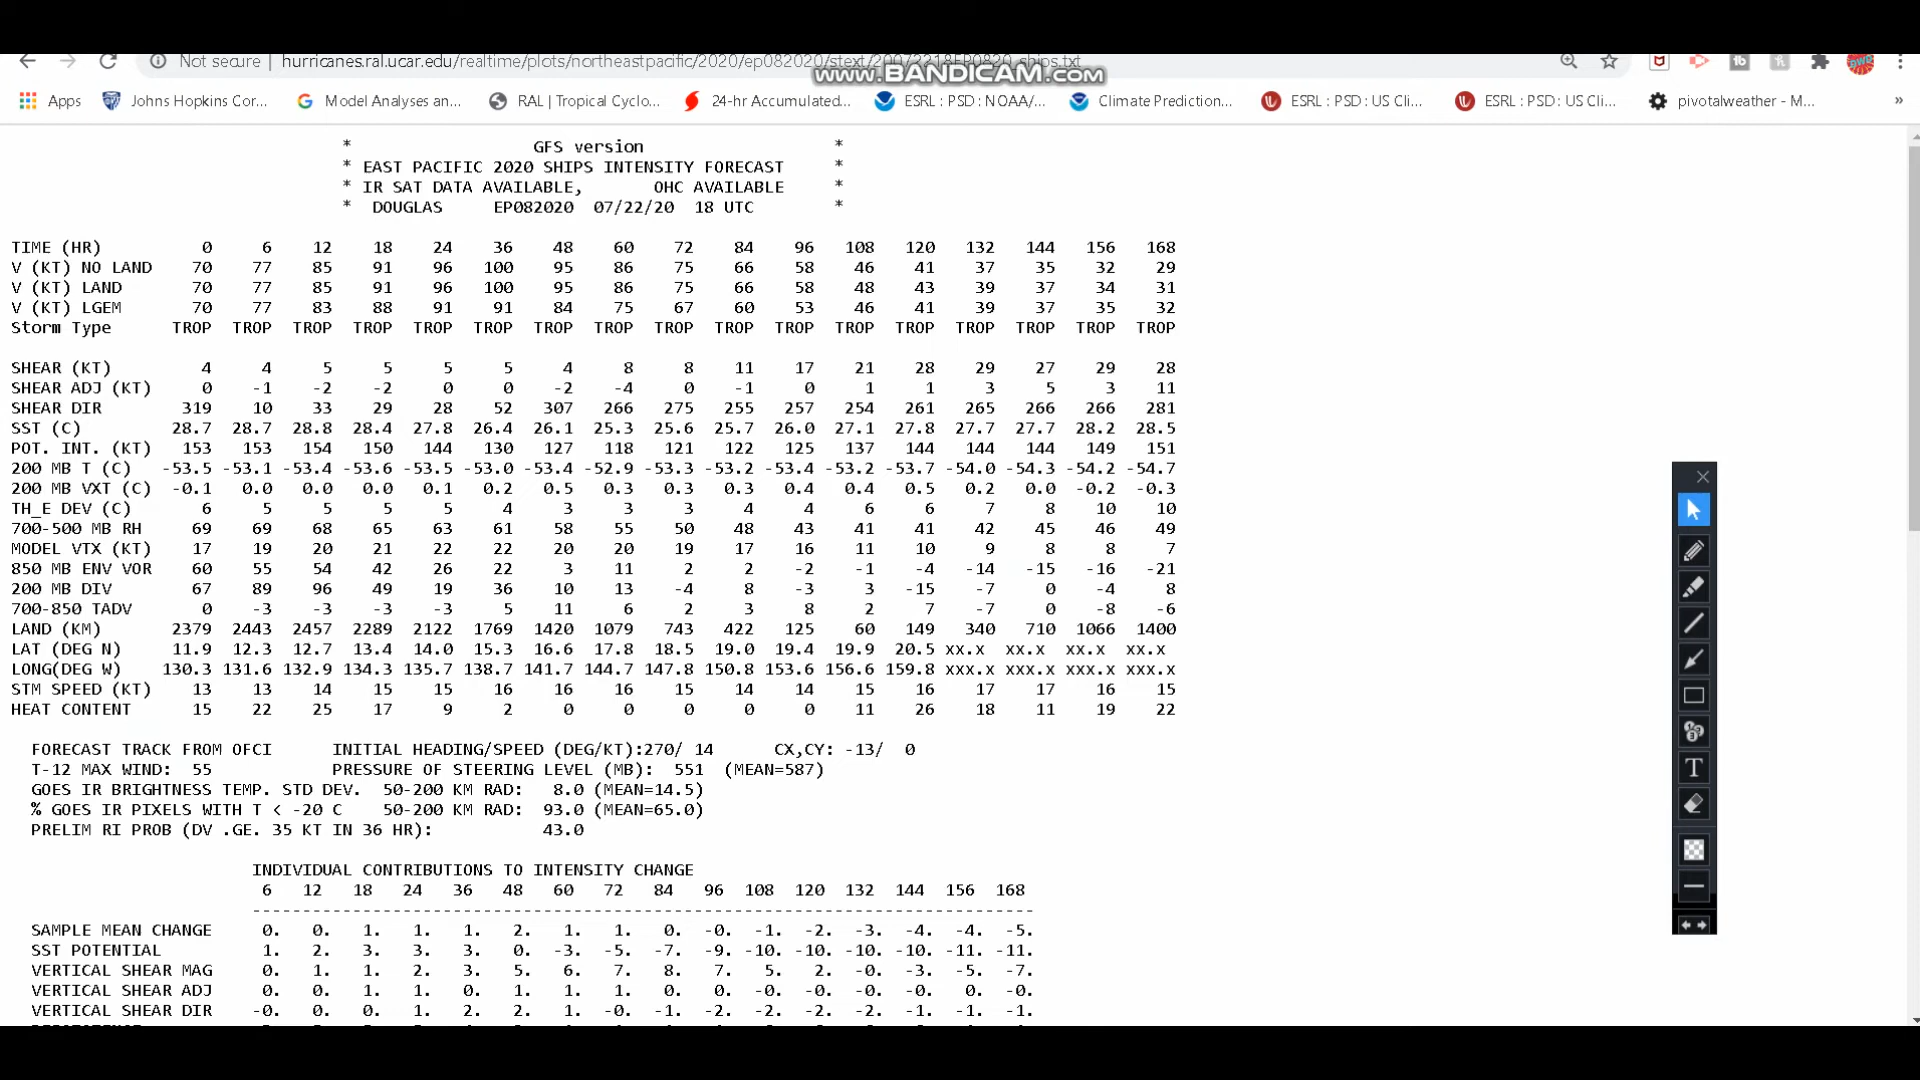 Not secure | hurricanes.ral.ucar.edu/realtime/plots/northeastpacific/2020/ep082020/stext/20072218EP0820_ships.txt
www.BANDICAM.com
Apps Johns Hopkins Cor... Model Analyses an... RAL | Tropical Cyclo... 24-hr Accumulated... ESRL : PSD : NOAA/... Climate Prediction... ESRL : PSD : US Cli... ESRL : PSD : US Cli... pivotalweather - M... »
* GFS version *
* EAST PACIFIC 2020 SHIPS INTENSITY FORECAST *
* IR SAT DATA AVAILABLE, OHC AVAILABLE *
* DOUGLAS EP082020 07/22/20 18 UTC *
TIME (HR) 0 6 12 18 24 36 48 60 72 84 96 108 120 132 144 156 168
V (KT) NO LAND 70 77 85 91 96 100 95 86 75 66 58 46 41 37 35 32 29
V (KT) LAND 70 77 85 91 96 100 95 86 75 66 58 48 43 39 37 34 31
V (KT) LGEM 70 77 83 88 91 91 84 75 67 60 53 46 41 39 37 35 32
Storm Type TROP TROP TROP TROP TROP TROP TROP TROP TROP TROP TROP TROP TROP TROP TROP TROP TROP
SHEAR (KT) 4 4 5 5 5 5 4 8 8 11 17 21 28 29 27 29 28
SHEAR ADJ (KT) 0 -1 -2 -2 0 0 -2 -4 0 -1 0 1 1 3 5 3 11
SHEAR DIR 319 10 33 29 28 52 307 266 275 255 257 254 261 265 266 266 281
SST (C) 28.7 28.7 28.8 28.4 27.8 26.4 26.1 25.3 25.6 25.7 26.0 27.1 27.8 27.7 27.7 28.2 28.5
POT. INT. (KT) 153 153 154 150 144 130 127 118 121 122 125 137 144 144 144 149 151
200 MB T (C) -53.5 -53.1 -53.4 -53.6 -53.5 -53.0 -53.4 -52.9 -53.3 -53.2 -53.4 -53.2 -53.7 -54.0 -54.3 -54.2 -54.7
200 MB VXT (C) -0.1 0.0 0.0 0.0 0.1 0.2 0.5 0.3 0.3 0.3 0.4 0.4 0.5 0.2 0.0 -0.2 -0.3
TH_E DEV (C) 6 5 5 5 5 4 3 3 3 4 4 6 6 7 8 10 10
700-500 MB RH 69 69 68 65 63 61 58 55 50 48 43 41 41 42 45 46 49
MODEL VTX (KT) 17 19 20 21 22 22 20 20 19 17 16 11 10 9 8 8 7
850 MB ENV VOR 60 55 54 42 26 22 3 11 2 2 -2 -1 -4 -14 -15 -16 -21
200 MB DIV 67 89 96 49 19 36 10 13 -4 8 -3 3 -15 -7 0 -4 8
700-850 TADV 0 -3 -3 -3 -3 5 11 6 2 3 8 2 7 -7 0 -8 -6
LAND (KM) 2379 2443 2457 2289 2122 1769 1420 1079 743 422 125 60 149 340 710 1066 1400
LAT (DEG N) 11.9 12.3 12.7 13.4 14.0 15.3 16.6 17.8 18.5 19.0 19.4 19.9 20.5 xx.x xx.x xx.x xx.x
LONG(DEG W) 130.3 131.6 132.9 134.3 135.7 138.7 141.7 144.7 147.8 150.8 153.6 156.6 159.8 xxx.x xxx.x xxx.x xxx.x
STM SPEED (KT) 13 13 14 15 15 16 16 16 15 14 14 15 16 17 17 16 15
HEAT CONTENT 15 22 25 17 9 2 0 0 0 0 0 11 26 18 11 19 22
FORECAST TRACK FROM OFCI INITIAL HEADING/SPEED (DEG/KT):270/ 14 CX,CY: -13/ 0
T-12 MAX WIND: 55 PRESSURE OF STEERING LEVEL (MB): 551 (MEAN=587)
GOES IR BRIGHTNESS TEMP. STD DEV. 50-200 KM RAD: 8.0 (MEAN=14.5)
% GOES IR PIXELS WITH T < -20 C 50-200 KM RAD: 93.0 (MEAN=65.0)
PRELIM RI PROB (DV .GE. 35 KT IN 36 HR): 43.0
INDIVIDUAL CONTRIBUTIONS TO INTENSITY CHANGE
6 12 18 24 36 48 60 72 84 96 108 120 132 144 156 168
------------------------------------------------------------------------------
SAMPLE MEAN CHANGE 0. 0. 1. 1. 1. 2. 1. 1. 0. -0. -1. -2. -3. -4. -4. -5.
SST POTENTIAL 1. 2. 3. 3. 3. 0. -3. -5. -7. -9. -10. -10. -10. -10. -11. -11.
VERTICAL SHEAR MAG 0. 1. 1. 2. 3. 5. 6. 7. 8. 7. 5. 2. -0. -3. -5. -7.
VERTICAL SHEAR ADJ 0. 0. 1. 1. 0. 1. 1. 1. 0. 0. -0. -0. -0. -0. 0. -0.
VERTICAL SHEAR DIR -0. 0. 0. 1. 2. 2. 1. -0. -1. -2. -2. -2. -2. -1. -1. -1.